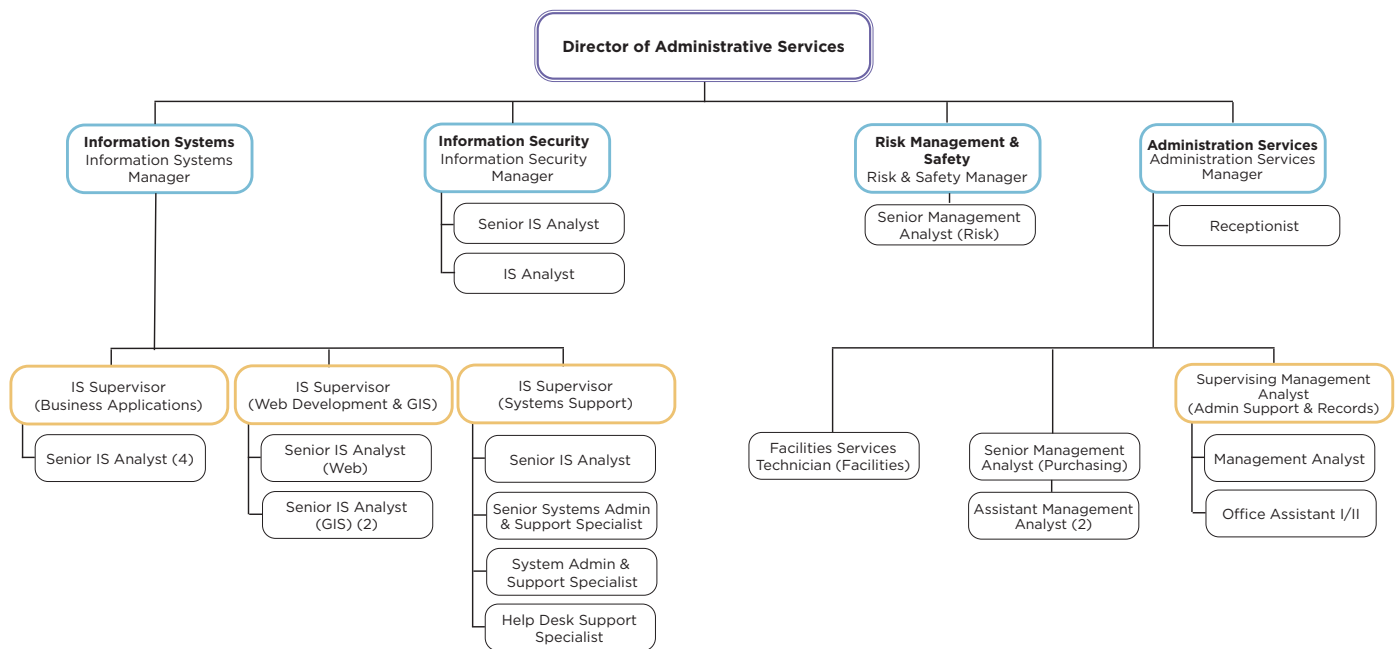 Director of Administrative Services
Information Systems
Information Systems
Manager
Information Security
Information Security
Manager
Risk Management &
Safety
Risk & Safety Manager
Administration Services
Administration Services
Manager
Senior IS Analyst
IS Analyst
Senior Management
Analyst (Risk)
Receptionist
IS Supervisor
(Business Applications)
Senior IS Analyst (4)
IS Supervisor
(Web Development & GIS)
Senior IS Analyst
(Web)
Senior IS Analyst
(GIS) (2)
IS Supervisor
(Systems Support)
Senior IS Analyst
Senior Systems Admin
& Support Specialist
System Admin &
Support Specialist
Help Desk Support
Specialist
Facilities Services
Technician (Facilities)
Senior Management
Analyst (Purchasing)
Assistant Management
Analyst (2)
Supervising Management
Analyst
(Admin Support & Records)
Management Analyst
Office Assistant I/II